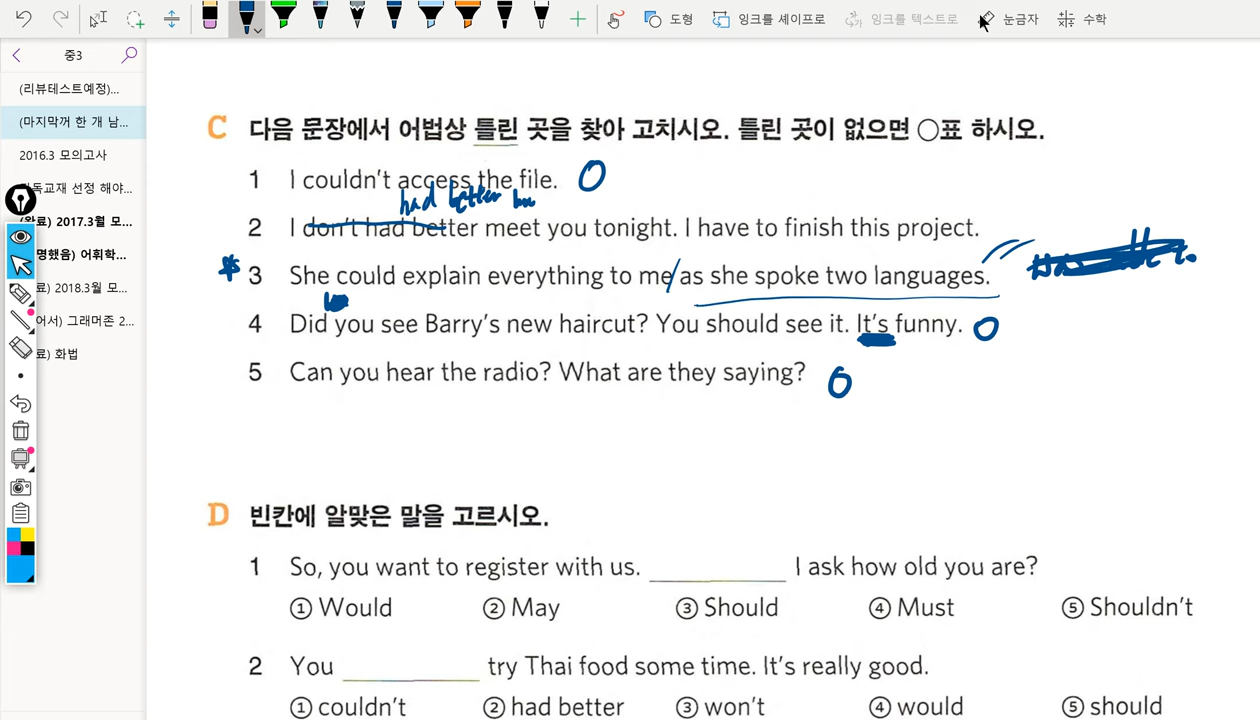 도형 잉크를 셰이프로 잉크를 텍스트로 눈금자 수학
중3
(리뷰테스트예정)...
(마지막꺼 한 개 남...
2016.3 모의고사
독교재 선정 해야...
2017.3월 모...
명했음) 어휘학...
2018.3월 모...
어서) 그래머존 2...
료) 화법
C 다음 문장에서 어법상 틀린 곳을 찾아 고치시오. 틀린 곳이 없으면 ○표 하시오.
1 I couldn't access the file. O
had better
2 I don't had better meet you tonight. I have to finish this project.
3 She could explain everything to me/as she spoke two languages.
4 Did you see Barry's new haircut? You should see it. It's funny. O
5 Can you hear the radio? What are they saying? O
D 빈칸에 알맞은 말을 고르시오.
1 So, you want to register with us. ________ I ask how old you are?
① Would ② May ③ Should ④ Must ⑤ Shouldn't
2 You ________ try Thai food some time. It's really good.
① couldn't ② had better ③ won't ④ would ⑤ should